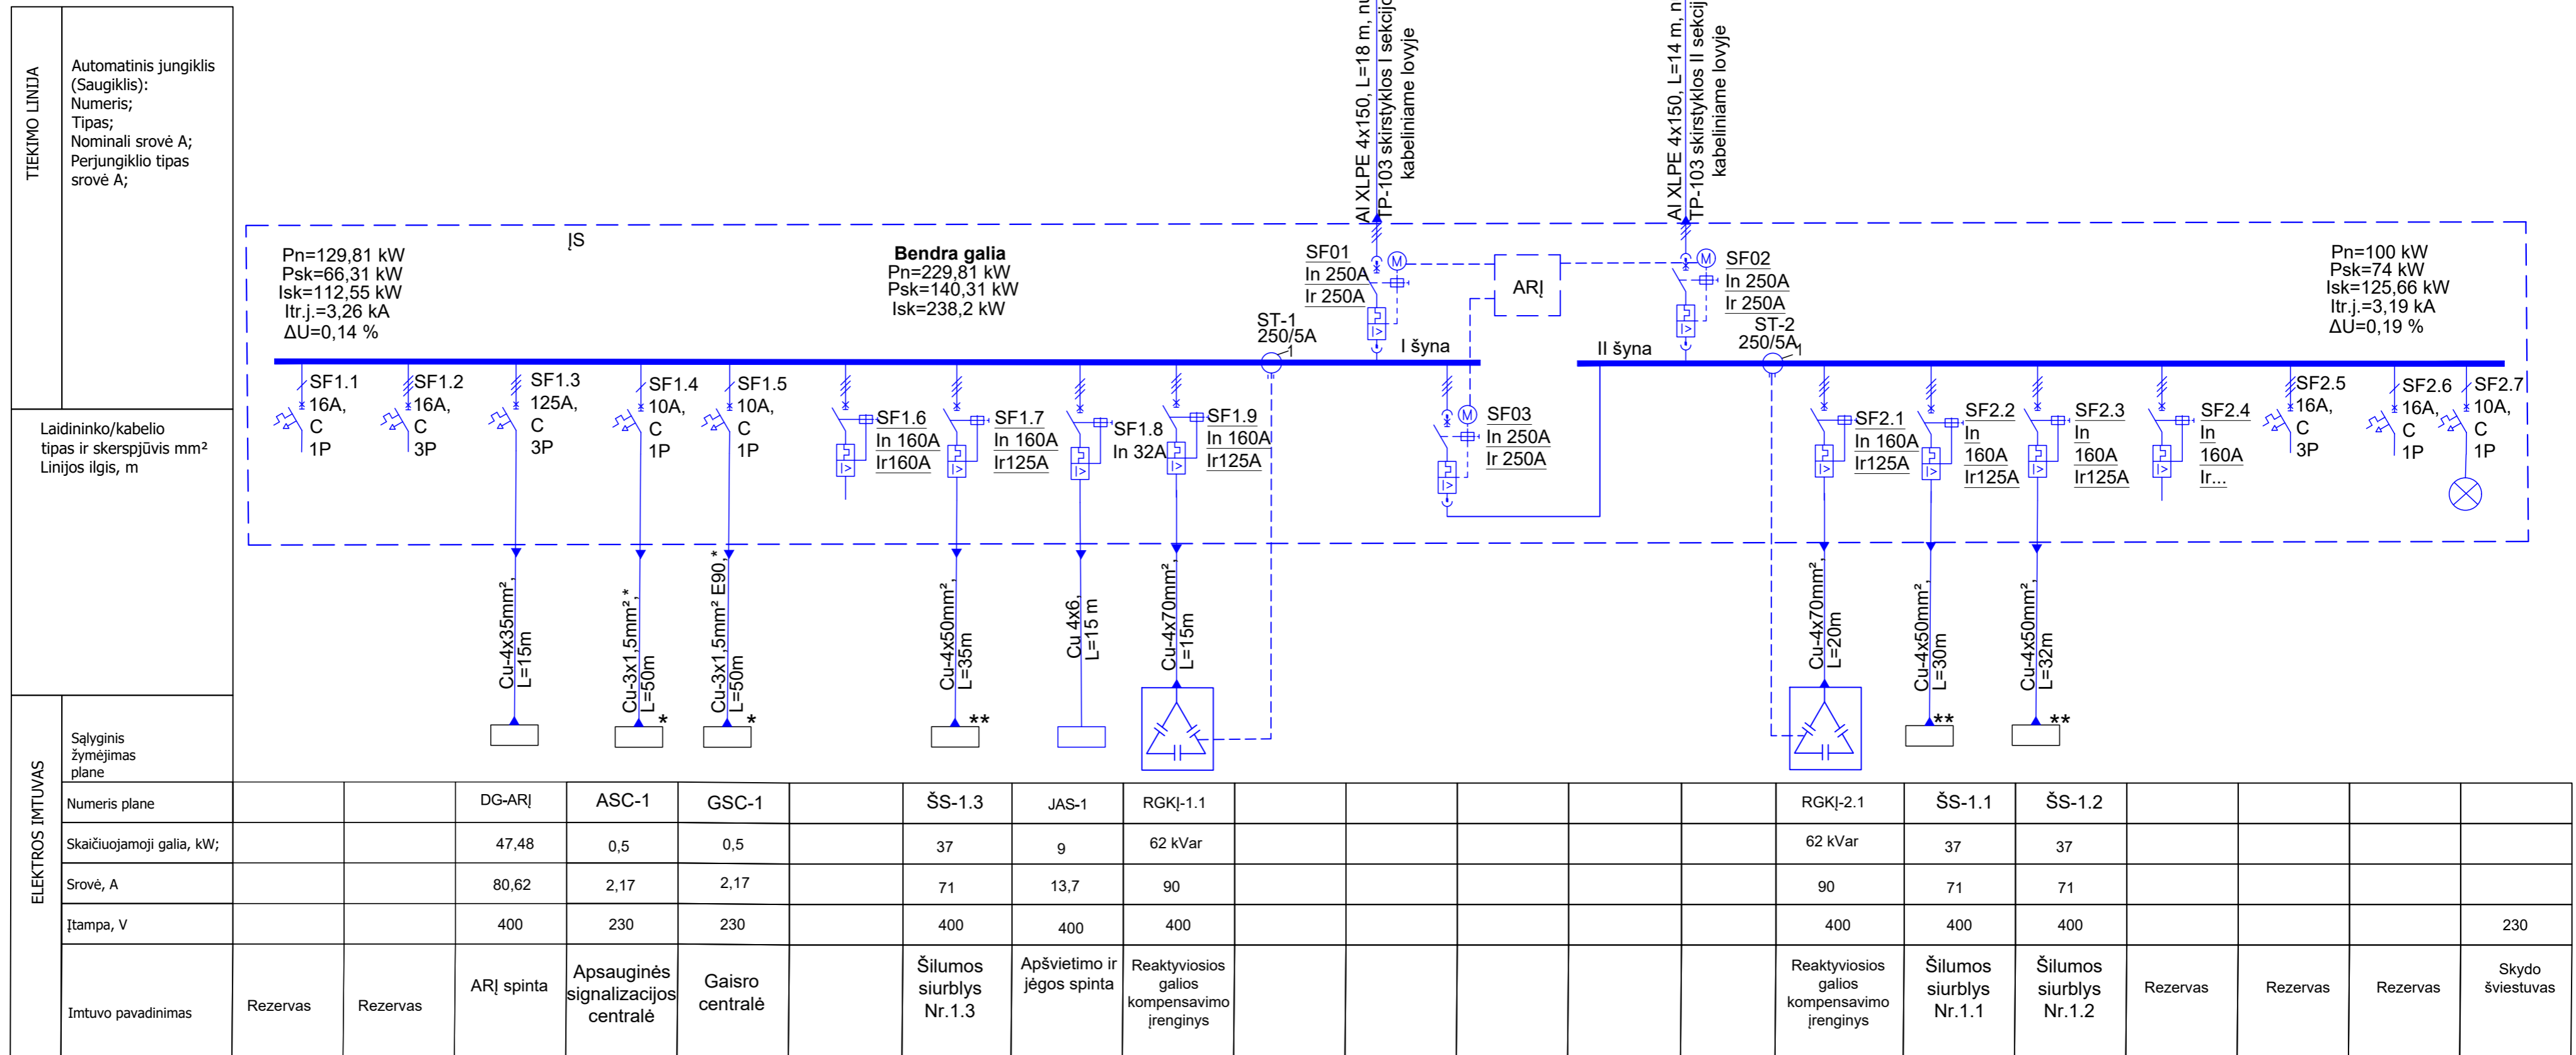 TIEKIMO LINIJA
Automatinis jungiklis
(Saugiklis):
Numeris;
Tipas;
Nominali srovė A;
Perjungiklio tipas
srovė A;
Laidininko/kabelio
tipas ir skerspjūvis mm²
Linijos ilgis, m
Al XLPE 4x150, L=18 m,
TP-103 skirstyklos I
kabeliniame lovyje
Al XLPE 4x150, L=14 m,
TP-103 skirstyklos II
kabeliniame lovyje
ĮS
Pn=129,81 kW
Psk=66,31 kW
Isk=112,55 kW
Itr.j.=3,26 kA
ΔU=0,14 %
Bendra galia
Pn=229,81 kW
Psk=140,31 kW
Isk=238,2 kW
SF01
In 250A
Ir 250A
M
ARĮ
M
SF02
In 250A
Ir 250A
Pn=100 kW
Psk=74 kW
Isk=125,66 kW
Itr.j.=3,19 kA
ΔU=0,19 %
ST-1
250/5A
1
I šyna
II šyna
ST-2
250/5A
1
SF1.1
16A,
C
1P
SF1.2
16A,
C
3P
SF1.3
125A,
C
3P
SF1.4
10A,
C
1P
SF1.5
10A,
C
1P
SF1.6
In 160A
Ir160A
SF1.7
In 160A
Ir125A
SF1.8
In 32A
SF1.9
In 160A
Ir125A
M
SF03
In 250A
Ir 250A
SF2.1
In 160A
Ir125A
SF2.2
In
160A
Ir125A
SF2.3
In
160A
Ir125A
SF2.4
In
160A
Ir...
SF2.5
16A,
C
3P
SF2.6
16A,
C
1P
SF2.7
10A,
C
1P
Cu-4x35mm²,
L=15m
Cu-3x1,5mm²,*
L=50m
Cu-3x1,5mm² E90,*
L=50m
Cu-4x50mm²,
L=35m
Cu 4x6,
L=15 m
Cu-4x70mm²,
L=15m
Cu-4x70mm²,
L=20m
Cu-4x50mm²,
L=30m
Cu-4x50mm²,
L=32m
* * ** ** **
ELEKTROS IMTUVAS
Sąlyginis
žymėjimas
plane
Numeris plane DG-ARĮ ASC-1 GSC-1 ŠS-1.3 JAS-1 RGKĮ-1.1 RGKĮ-2.1 ŠS-1.1 ŠS-1.2
Skaičiuojamoji galia, kW; 47,48 0,5 0,5 37 9 62 kVar 62 kVar 37 37
Srovė, A 80,62 2,17 2,17 71 13,7 90 90 71 71
Įtampa, V 400 230 230 400 400 400 400 400 400 230
Imtuvo pavadinimas
Rezervas
Rezervas
ARĮ spinta
Apsauginės
signalizacijos
centralė
Gaisro
centralė
Šilumos
siurblys
Nr.1.3
Apšvietimo ir
jėgos spinta
Reaktyviosios
galios
kompensavimo
įrenginys
Reaktyviosios
galios
kompensavimo
įrenginys
Šilumos
siurblys
Nr.1.1
Šilumos
siurblys
Nr.1.2
Rezervas
Rezervas
Rezervas
Skydo
šviestuvas